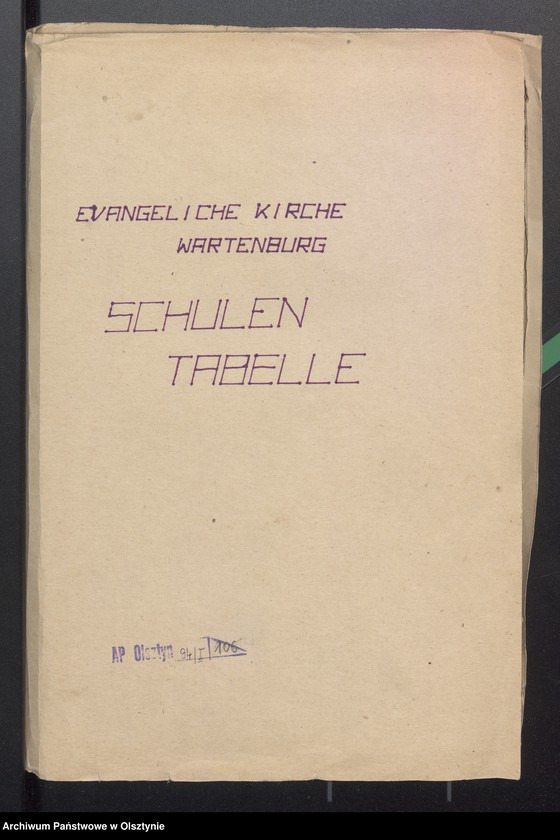 EVANGELICHE KIRCHE
WARTENBURG
SCHULEN
TABELLE
AP Olsztyn 94/I 106
Archiwum Państwowe w Olsztynie